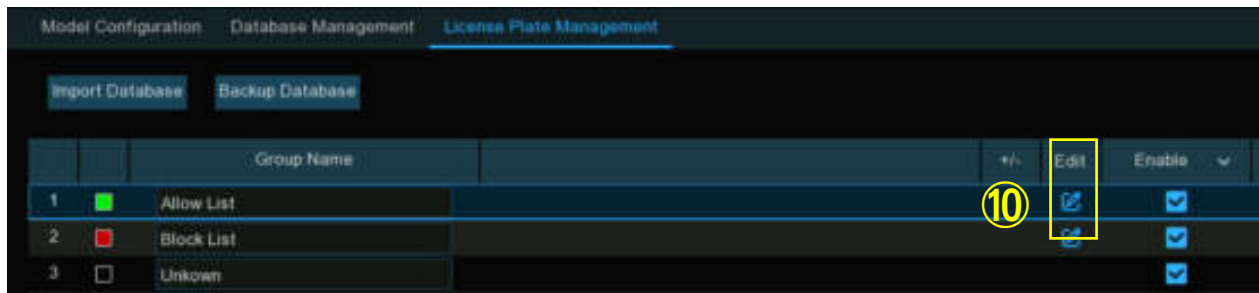 Model Configuration Database Management License Plate Management
Import Database Backup Database
Group Name +/- Edit Enable
1 Allow List
⑩
2 Block List
3 Unkown